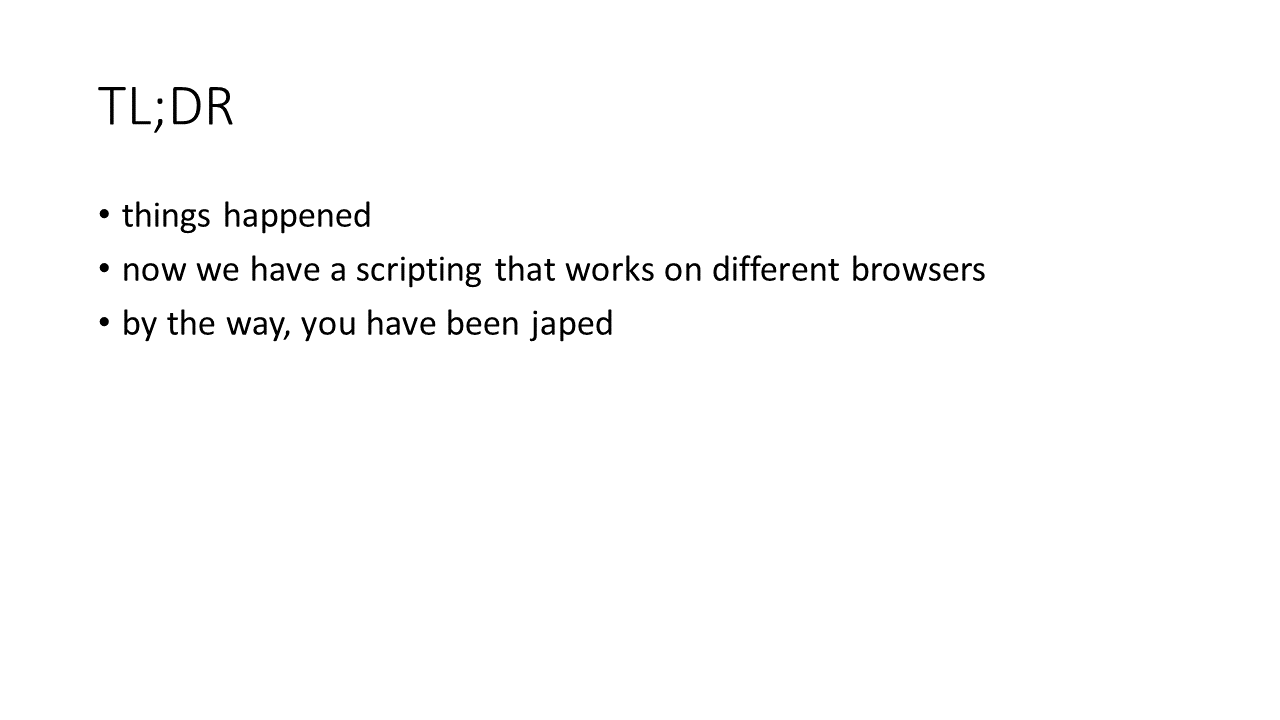 TL;DR
• things happened
• now we have a scripting that works on different browsers
• by the way, you have been japed